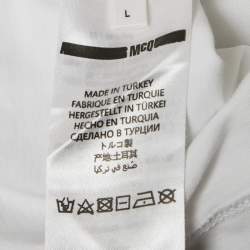 L
McQ
MADE IN TURKEY
FABRIQUÉ EN TURQUIE
HERGESTELLT IN TÜRKEI
HECHO EN TURQUIA
СДЕЛАНО В ТУРЦИИ
トルコ製
产地土耳其
صنع في تركيا